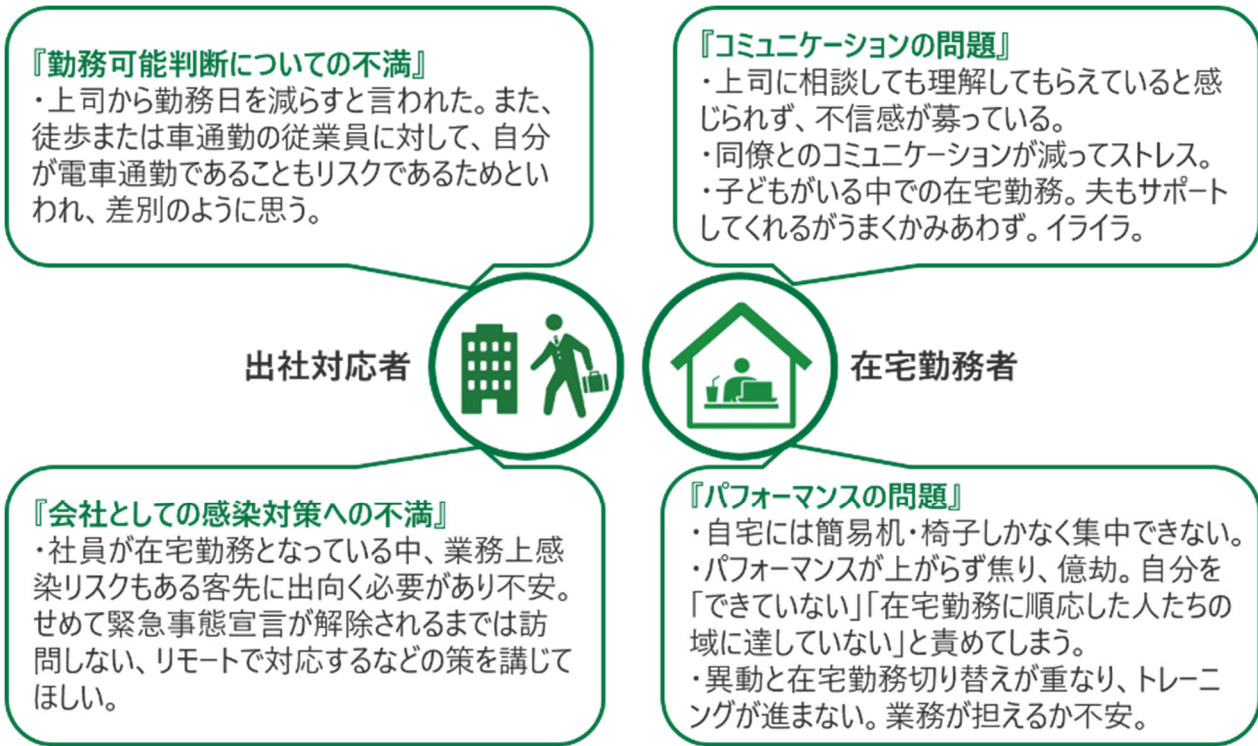 『勤務可能判断についての不満』
・上司から勤務日を減らすと言われた。また、
徒歩または車通勤の従業員に対して、自分
が電車通勤であることもリスクであるためとい
われ、差別のように思う。
『コミュニケーションの問題』
・上司に相談しても理解してもらえていると感
じられず、不信感が募っている。
・同僚とのコミュニケーションが減ってストレス。
・子どもがいる中での在宅勤務。夫もサポート
してくれるがうまくかみあわず。イライラ。
出社対応者
在宅勤務者
『会社としての感染対策への不満』
・社員が在宅勤務となっている中、業務上感
染リスクもある客先に出向く必要があり不安。
せめて緊急事態宣言が解除されるまでは訪
問しない、リモートで対応するなどの策を講じて
ほしい。
『パフォーマンスの問題』
・自宅には簡易机・椅子しかなく集中できない。
・パフォーマンスが上がらず焦り、億劫。自分を
「できていない」「在宅勤務に順応した人たちの
域に達していない」と責めてしまう。
・異動と在宅勤務切り替えが重なり、トレーニ
ングが進まない。業務が担えるか不安。